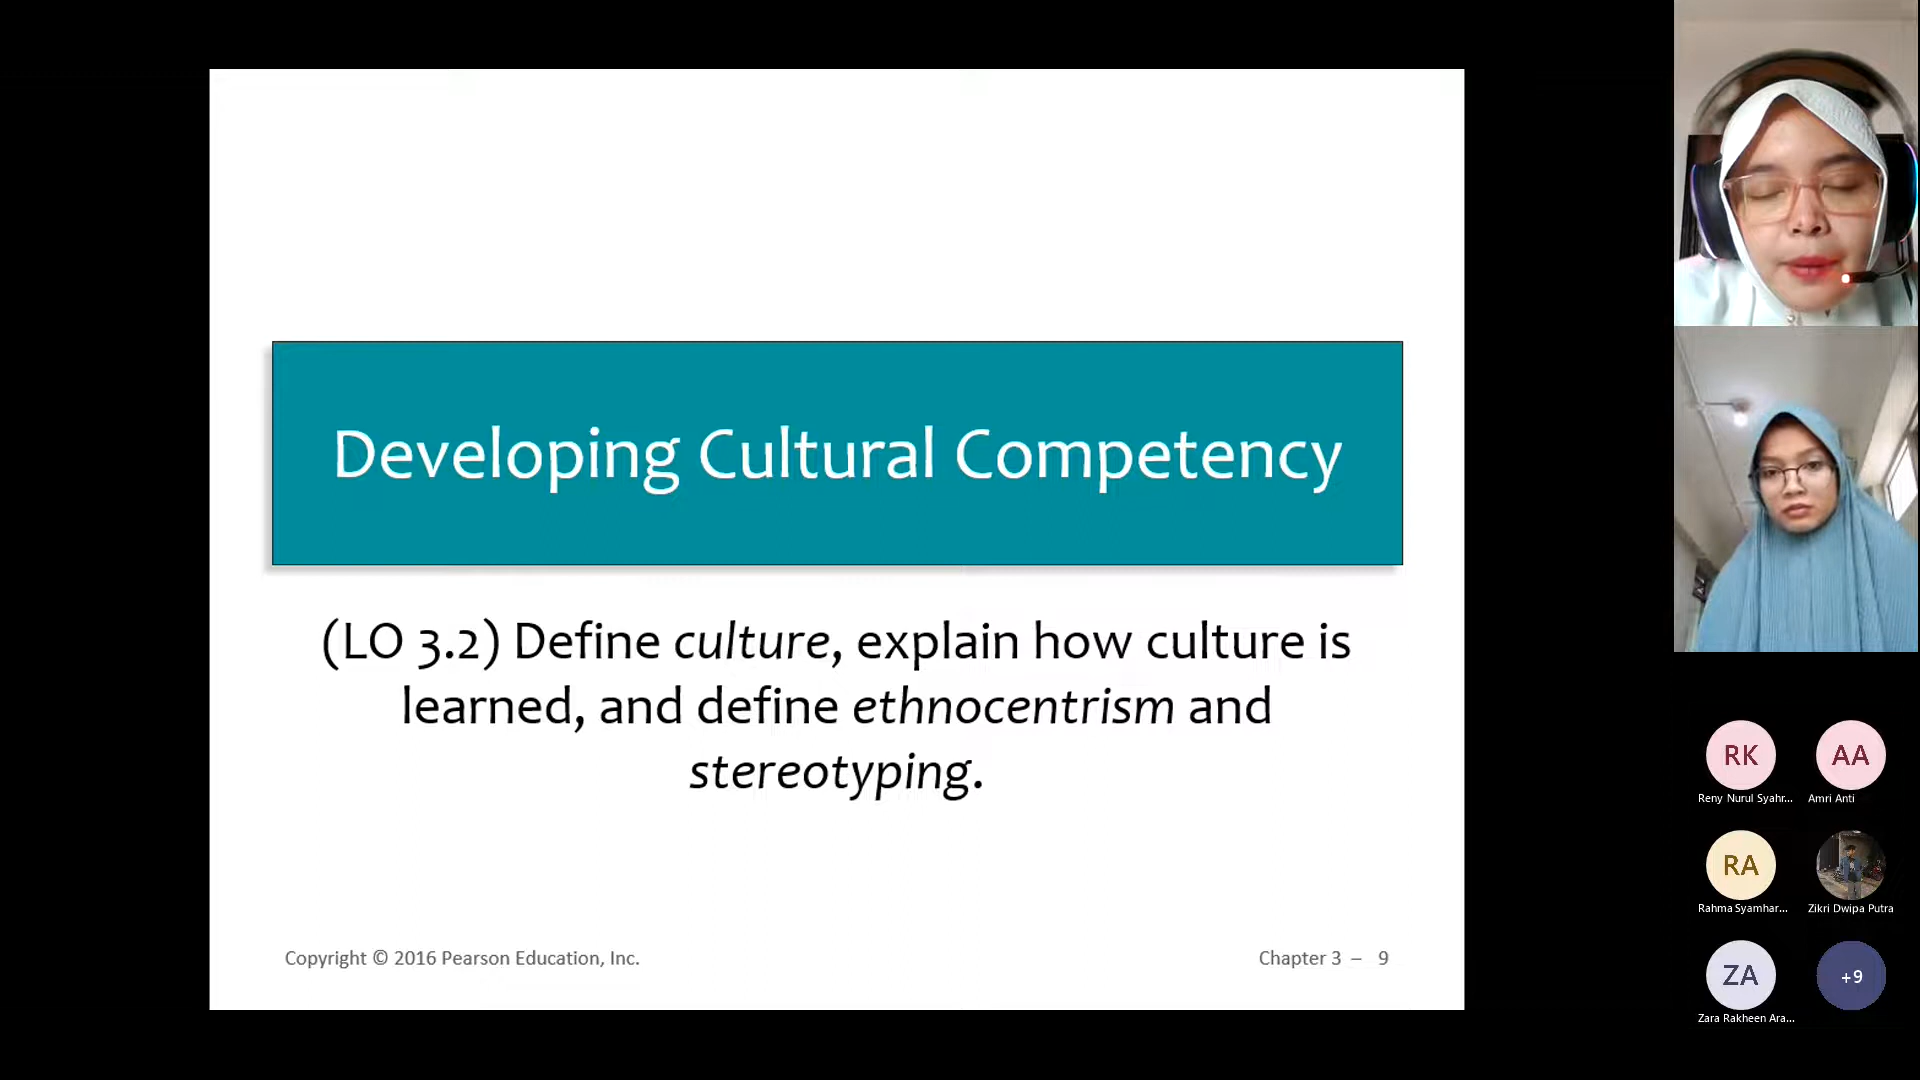 Developing Cultural Competency
(LO 3.2) Define culture, explain how culture is
learned, and define ethnocentrism and
stereotyping.
Copyright © 2016 Pearson Education, Inc.
Chapter 3 – 9
RK
AA
Reny Nurul Syahr...
Amri Anti
RA
Rahma Syamhar...
Zikri Dwipa Putra
ZA
+9
Zara Rakheen Ara...